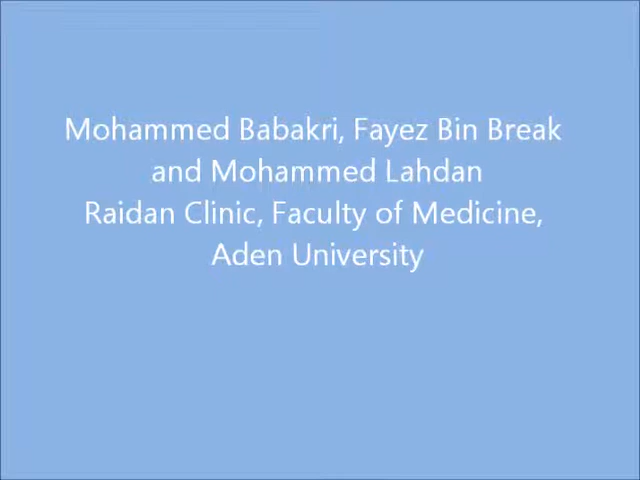 Mohammed Babakri, Fayez Bin Break
and Mohammed Lahdan
Raidan Clinic, Faculty of Medicine,
Aden University